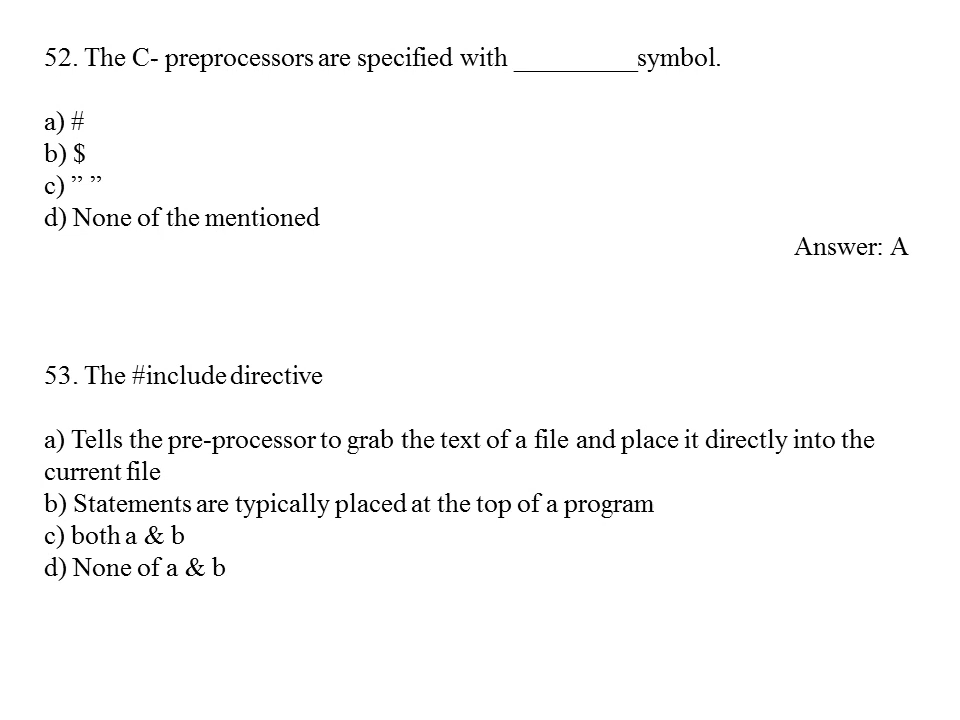 52. The C- preprocessors are specified with _________symbol.
a) #
b) $
c) ” ”
d) None of the mentioned
Answer: A
53. The #include directive
a) Tells the pre-processor to grab the text of a file and place it directly into the
current file
b) Statements are typically placed at the top of a program
c) both a & b
d) None of a & b